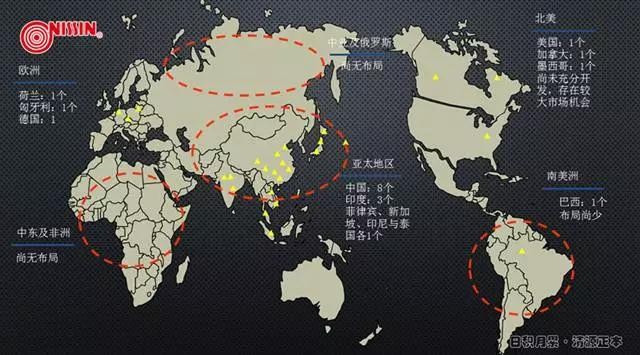 NISSIN
R
欧洲
荷兰：1个
匈牙利：1个
德国：1
中亚及俄罗斯
尚无布局
北美
美国：1个
加拿大：1个
墨西哥：1个
尚未充分开
发，存在较
大市场机会
亚太地区
中国：8个
印度：3个
菲律宾、新加
坡、印尼与泰
国各1个
中东及非洲
尚无布局
南美洲
巴西：1个
布局尚少
日积月累·清源正本